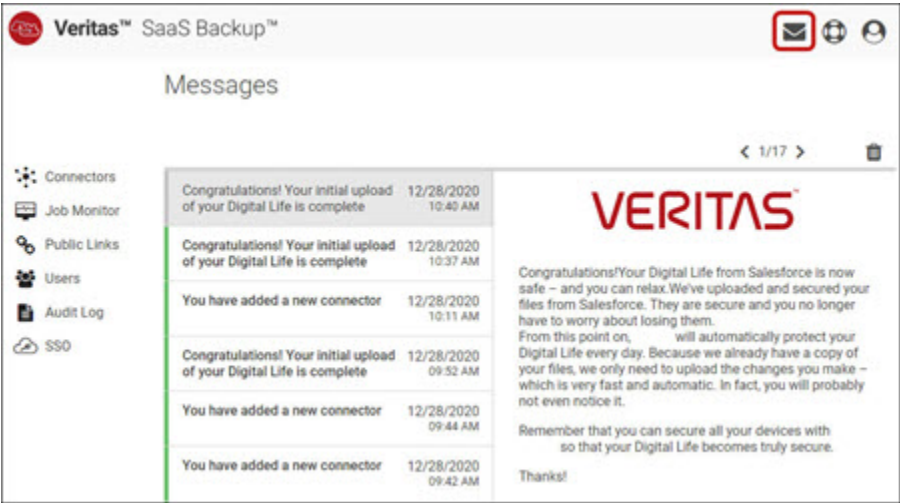 Veritas™ SaaS Backup™
Messages
1/17
Connectors
Job Monitor
Public Links
Users
Audit Log
SSO
Congratulations! Your initial upload 12/28/2020
of your Digital Life is complete 10:40 AM
Congratulations! Your initial upload 12/28/2020
of your Digital Life is complete 10:37 AM
You have added a new connector 12/28/2020
10:11 AM
Congratulations! Your initial upload 12/28/2020
of your Digital Life is complete 09:52 AM
You have added a new connector 12/28/2020
09:44 AM
You have added a new connector 12/28/2020
09:42 AM
VERITAS™
Congratulations!Your Digital Life from Salesforce is now
safe – and you can relax.We've uploaded and secured your
files from Salesforce. They are secure and you no longer
have to worry about losing them.
From this point on, will automatically protect your
Digital Life every day. Because we already have a copy of
your files, we only need to upload the changes you make –
which is very fast and automatic. In fact, you will probably
not even notice it.
Remember that you can secure all your devices with
so that your Digital Life becomes truly secure.
Thanks!